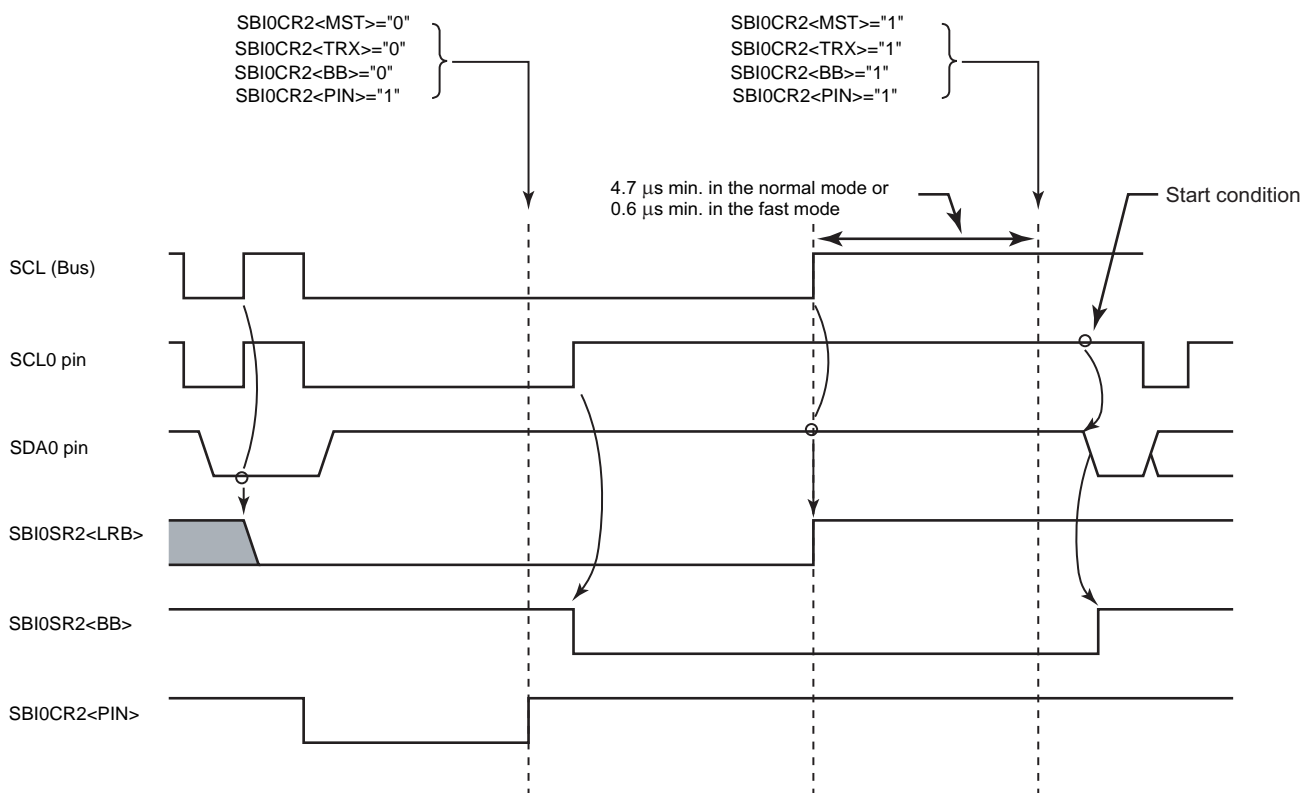 SBI0CR2<MST>="0"
SBI0CR2<TRX>="0"
SBI0CR2<BB>="0"
SBI0CR2<PIN>="1"
SBI0CR2<MST>="1"
SBI0CR2<TRX>="1"
SBI0CR2<BB>="1"
SBI0CR2<PIN>="1"
4.7 μs min. in the normal mode or
0.6 μs min. in the fast mode
Start condition
SCL (Bus)
SCL0 pin
SDA0 pin
SBI0SR2<LRB>
SBI0SR2<BB>
SBI0CR2<PIN>